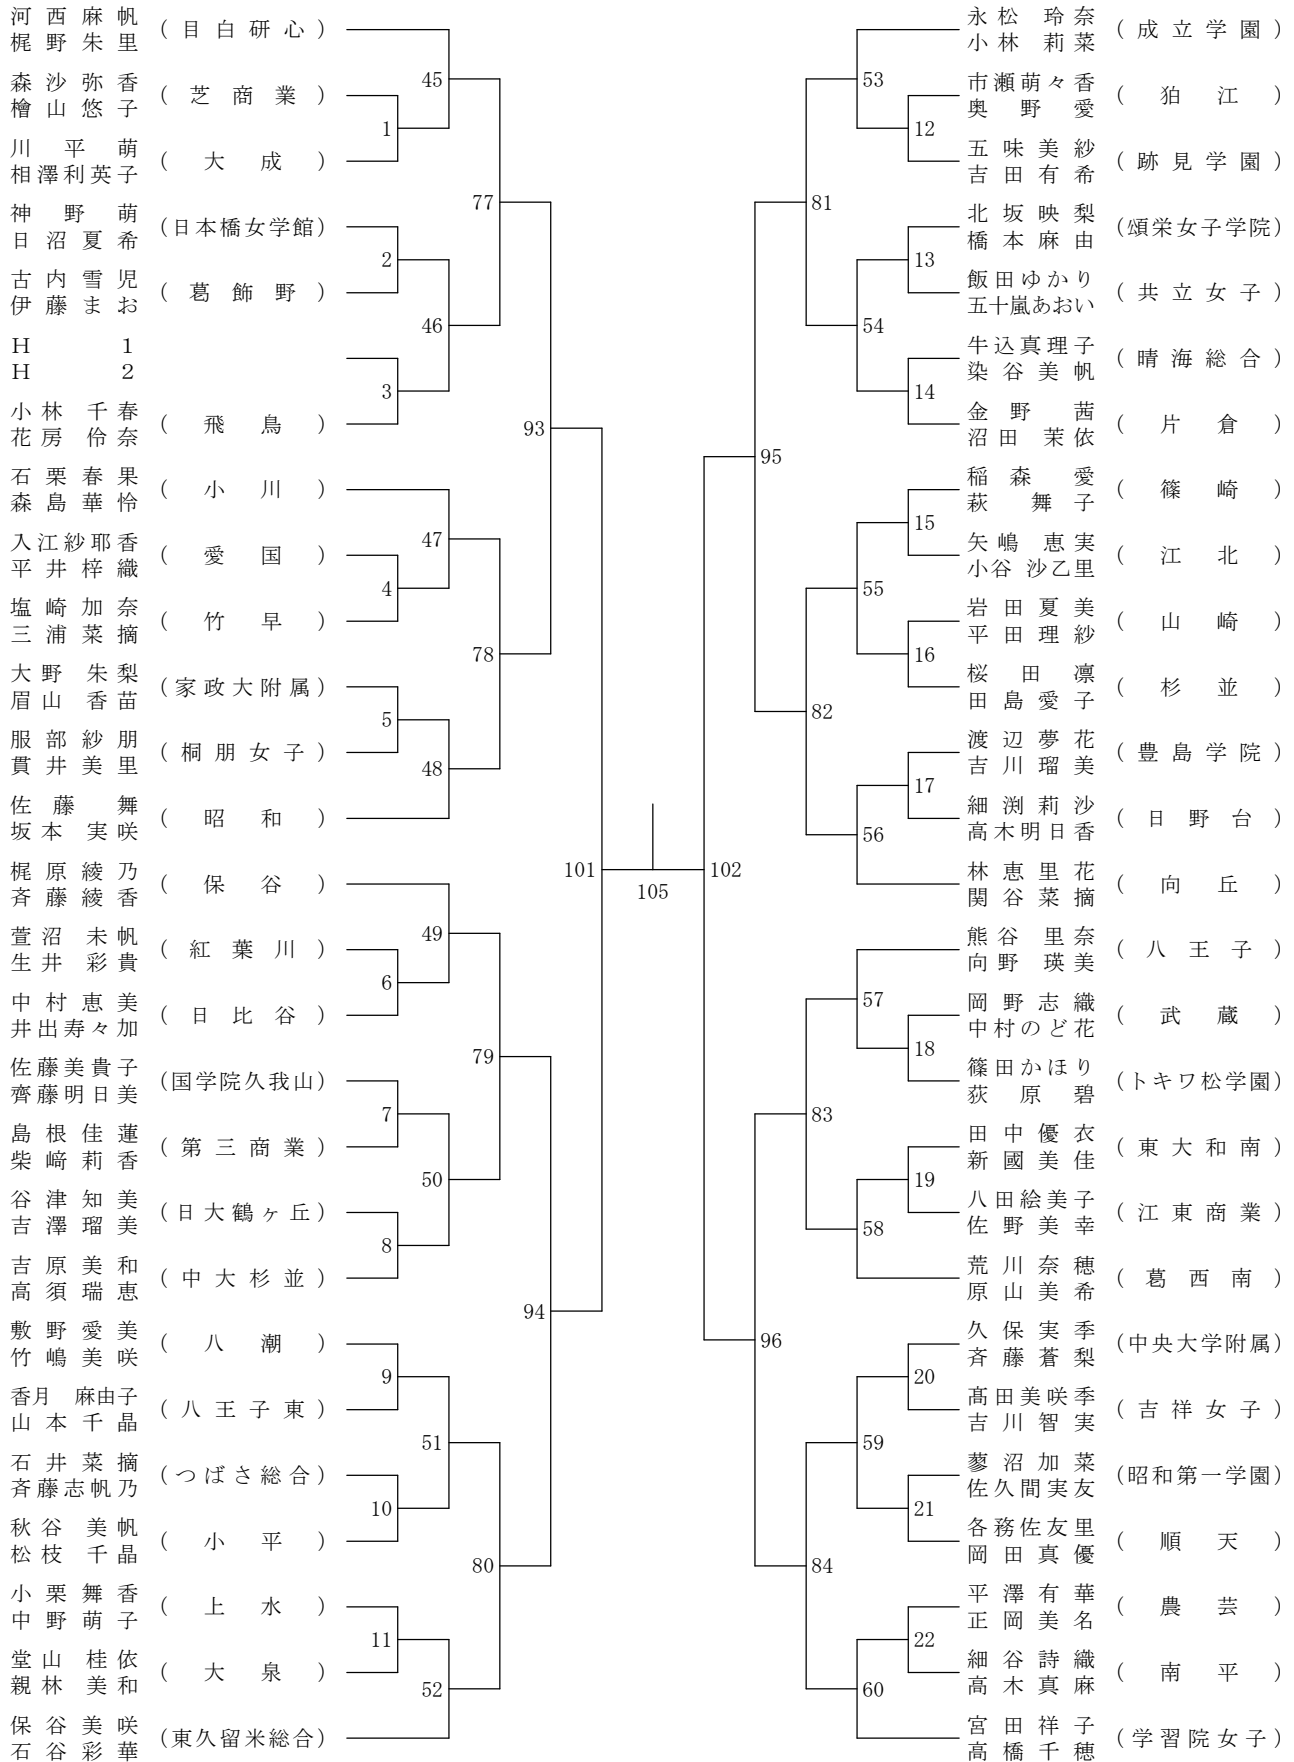 河西麻帆
梶野朱里
(目白研心)
森沙弥香
檜山悠子
(芝商業)
川平萌
相澤利英子
(大成)
神野萌
日沼夏希
(日本橋女学館)
古内雪児
伊藤まお
(葛飾野)
H 1
H 2
小林千春
花房伶奈
(飛鳥)
石栗春果
森島華怜
(小川)
入江紗耶香
平井梓織
(愛国)
塩崎加奈
三浦菜摘
(竹早)
大野朱梨
眉山香苗
(家政大附属)
服部紗朋
貫井美里
(桐朋女子)
佐藤舞
坂本実咲
(昭和)
梶原綾乃
斉藤綾香
(保谷)
萱沼未帆
生井彩貴
(紅葉川)
中村恵美
井出寿々加
(日比谷)
佐藤美貴子
齊藤明日美
(国学院久我山)
島根佳蓮
柴﨑莉香
(第三商業)
谷津知美
吉澤瑠美
(日大鶴ヶ丘)
吉原美和
高須瑞恵
(中大杉並)
敷野愛美
竹嶋美咲
(八潮)
香月 麻由子
山本千晶
(八王子東)
石井菜摘
斉藤志帆乃
(つばさ総合)
秋谷美帆
松枝千晶
(小平)
小栗舞香
中野萌子
(上水)
堂山桂依
親林美和
(大泉)
保谷美咲
石谷彩華
(東久留米総合)
45
1
77
2
46
3
93
47
4
78
5
48
101
49
6
79
7
50
8
94
9
51
10
80
11
52
105
102
永松玲奈
小林莉菜
(成立学園)
市瀬萌々香
奥野愛
(狛江)
五味美紗
吉田有希
(跡見学園)
北坂映梨
橋本麻由
(頌栄女子学院)
飯田ゆかり
五十嵐あおい
(共立女子)
牛込真理子
染谷美帆
(晴海総合)
金野茜
沼田茉依
(片倉)
稲森愛
萩舞子
(篠崎)
矢嶋恵実
小谷 沙乙里
(江北)
岩田夏美
平田理紗
(山崎)
桜田凛
田島愛子
(杉並)
渡辺夢花
吉川瑠美
(豊島学院)
細渕莉沙
高木明日香
(日野台)
林恵里花
関谷菜摘
(向丘)
熊谷里奈
向野瑛美
(八王子)
岡野志織
中村のど花
(武蔵)
篠田かほり
荻原碧
(トキワ松学園)
田中優衣
新國美佳
(東大和南)
八田絵美子
佐野美幸
(江東商業)
荒川奈穂
原山美希
(葛西南)
久保実季
斉藤蒼梨
(中央大学附属)
髙田美咲季
吉川智実
(吉祥女子)
蓼沼加菜
佐久間実友
(昭和第一学園)
各務佐友里
岡田真優
(順天)
平澤有華
正岡美名
(農芸)
細谷詩織
高木真麻
(南平)
宮田祥子
高橋千穂
(学習院女子)
53
12
81
13
54
14
95
15
55
16
82
17
56
57
18
83
19
58
96
20
59
21
84
22
60